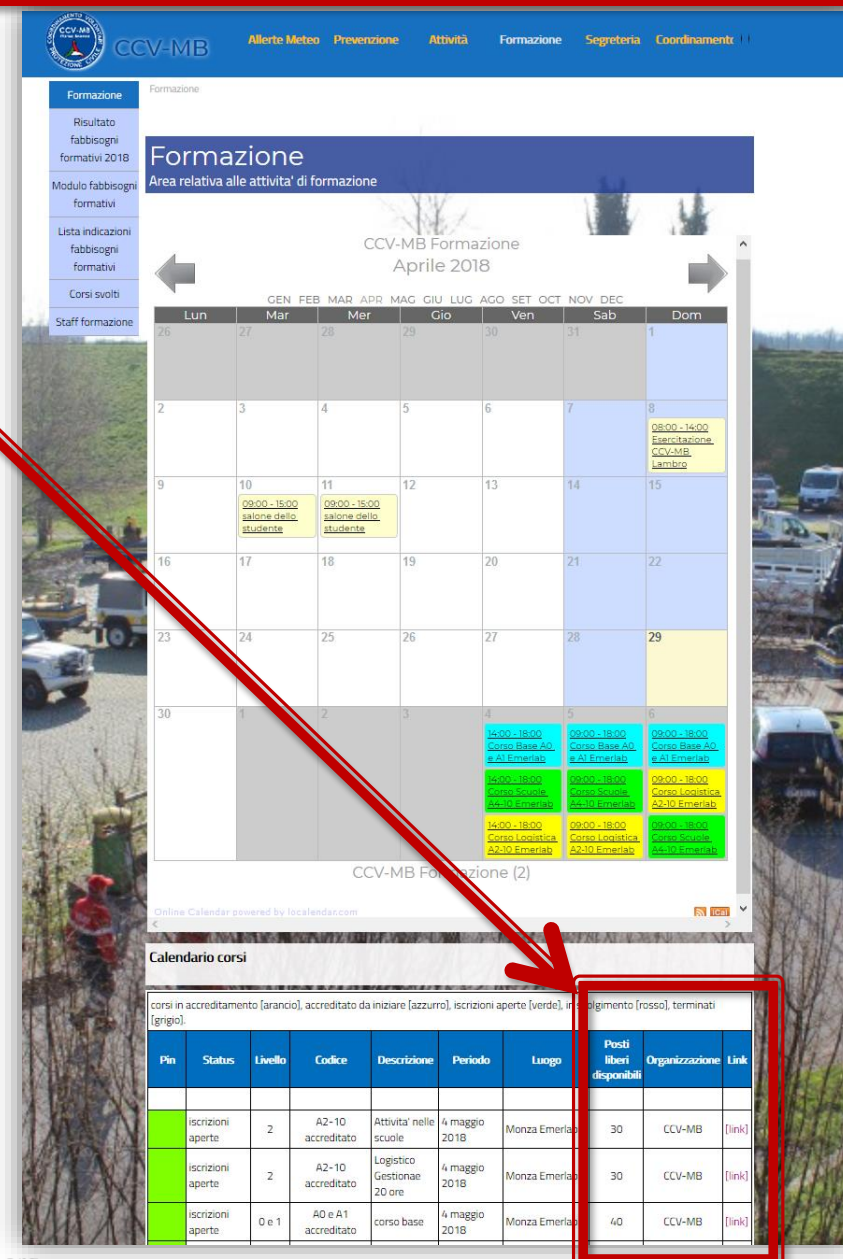 CCV-MB
CCV-MB
Allerte Meteo Prevenzione Attività Formazione Segreteria Coordinamento
Formazione
Risultato
fabbisogni
formativi 2018
Modulo fabbisogni
formativi
Lista indicazioni
fabbisogni
formativi
Corsi svolti
Staff formazione
Formazione
Formazione
Area relativa alle attivita' di formazione
CCV-MB Formazione
Aprile 2018
GEN FEB MAR APR MAG GIU LUG AGO SET OCT NOV DEC
Lun Mar Mer Gio Ven Sab Dom
26 27 28 29 30 31 1
2 3 4 5 6 7 8
08:00 - 14:00
Esercitazione
CCV-MB
Lambro
9 10 11 12 13 14 15
09:00 - 15:00
salone dello
studente
09:00 - 15:00
salone dello
studente
16 17 18 19 20 21 22
23 24 25 26 27 28 29
30 1 2 3 4 5 6
14:00 - 18:00
Corso Base A0
e A1 Emerlab
14:00 - 18:00
Corso Scuole
A4-10 Emerlab
14:00 - 18:00
Corso Logistica
A2-10 Emerlab
09:00 - 18:00
Corso Base A0
e A1 Emerlab
09:00 - 18:00
Corso Scuole
A4-10 Emerlab
09:00 - 18:00
Corso Logistica
A2-10 Emerlab
09:00 - 18:00
Corso Base A0
e A1 Emerlab
09:00 - 18:00
Corso Logistica
A2-10 Emerlab
09:00 - 18:00
Corso Scuole
A4-10 Emerlab
CCV-MB Formazione (2)
Online Calendar powered by localendar.com
iCal
Calendario corsi
corsi in accreditamento [arancio], accreditato da iniziare [azzurro], iscrizioni aperte [verde], in svolgimento [rosso], terminati
[grigio].
Pin Status Livello Codice Descrizione Periodo Luogo Posti liberi disponibili Organizzazione Link
iscrizioni aperte 2 A2-10 accreditato Attivita' nelle scuole 4 maggio 2018 Monza Emerlab 30 CCV-MB [link]
iscrizioni aperte 2 A2-10 accreditato Logistico Gestionae 20 ore 4 maggio 2018 Monza Emerlab 30 CCV-MB [link]
iscrizioni aperte 0 e 1 A0 e A1 accreditato corso base 4 maggio 2018 Monza Emerlab 40 CCV-MB [link]